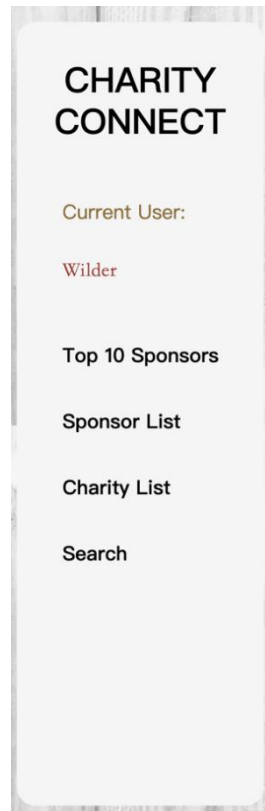 CHARITY
CONNECT
Current User:
Wilder
Top 10 Sponsors
Sponsor List
Charity List
Search